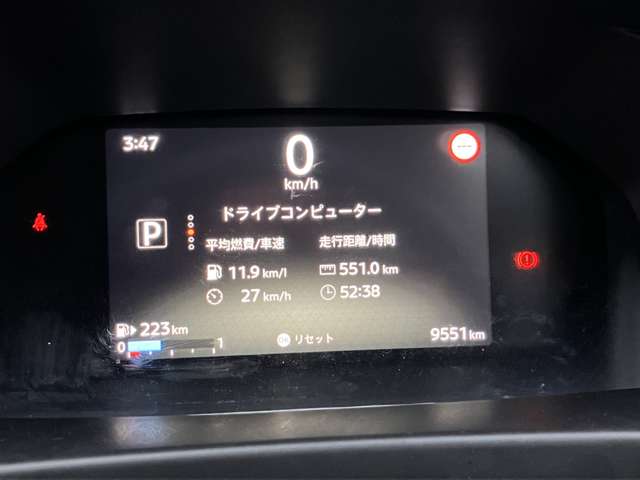 3:47
0
km/h
ドライブコンピューター
P
平均燃費/車速 走行距離/時間
11.9 km/l 551.0 km
27 km/h 52:38
223 km
0 1
OK リセット
9551 km